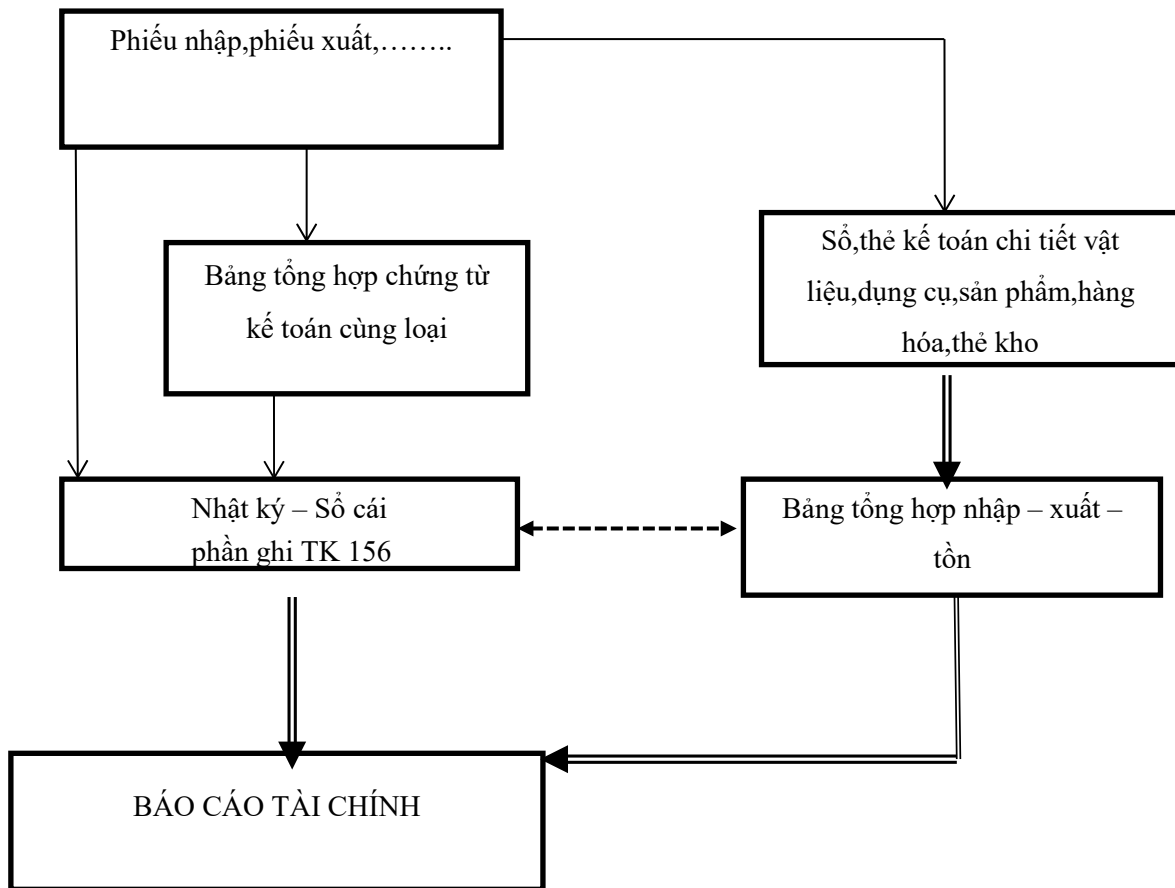 Phiếu nhập,phiếu xuất,……..
Sổ,thẻ kế toán chi tiết vật
liệu,dụng cụ,sản phẩm,hàng
hóa,thẻ kho
Bảng tổng hợp chứng từ
kế toán cùng loại
Nhật ký – Sổ cái
phần ghi TK 156
Bảng tổng hợp nhập – xuất –
tồn
BÁO CÁO TÀI CHÍNH